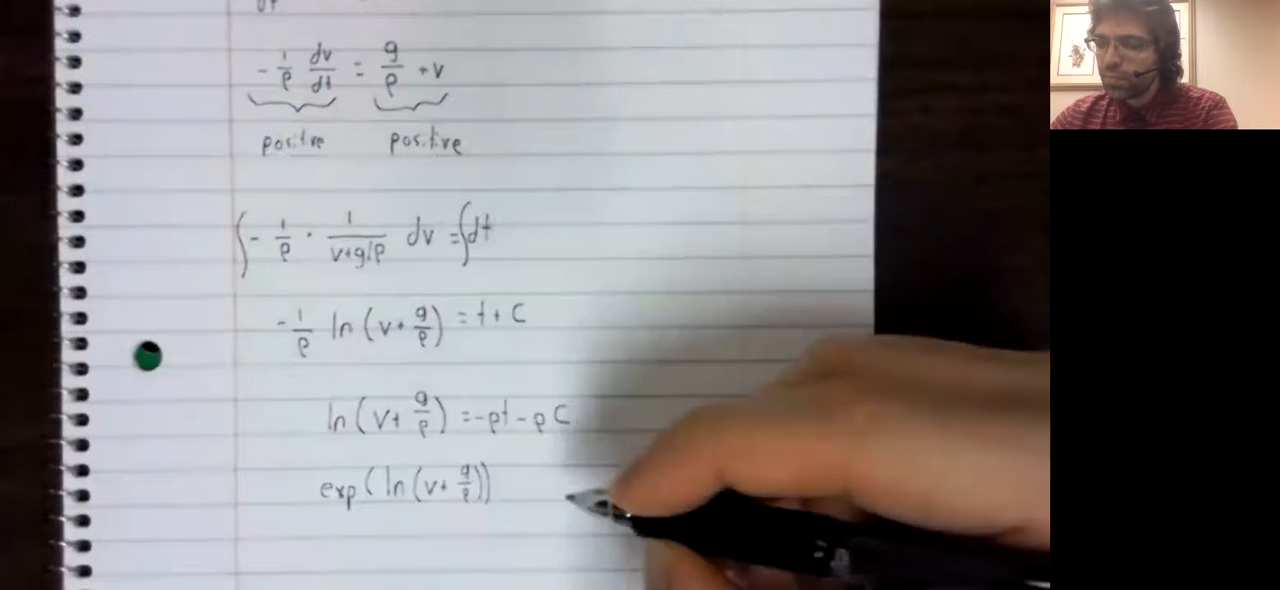 -1/ρ dv/dt = g/ρ + v
positive positive
∫ - 1/ρ · 1/(v+g/ρ) dv = ∫ dt
-1/ρ ln(v + g/ρ) = t + C
ln(v + g/ρ) = -ρt - ρC
exp(ln(v + g/ρ))